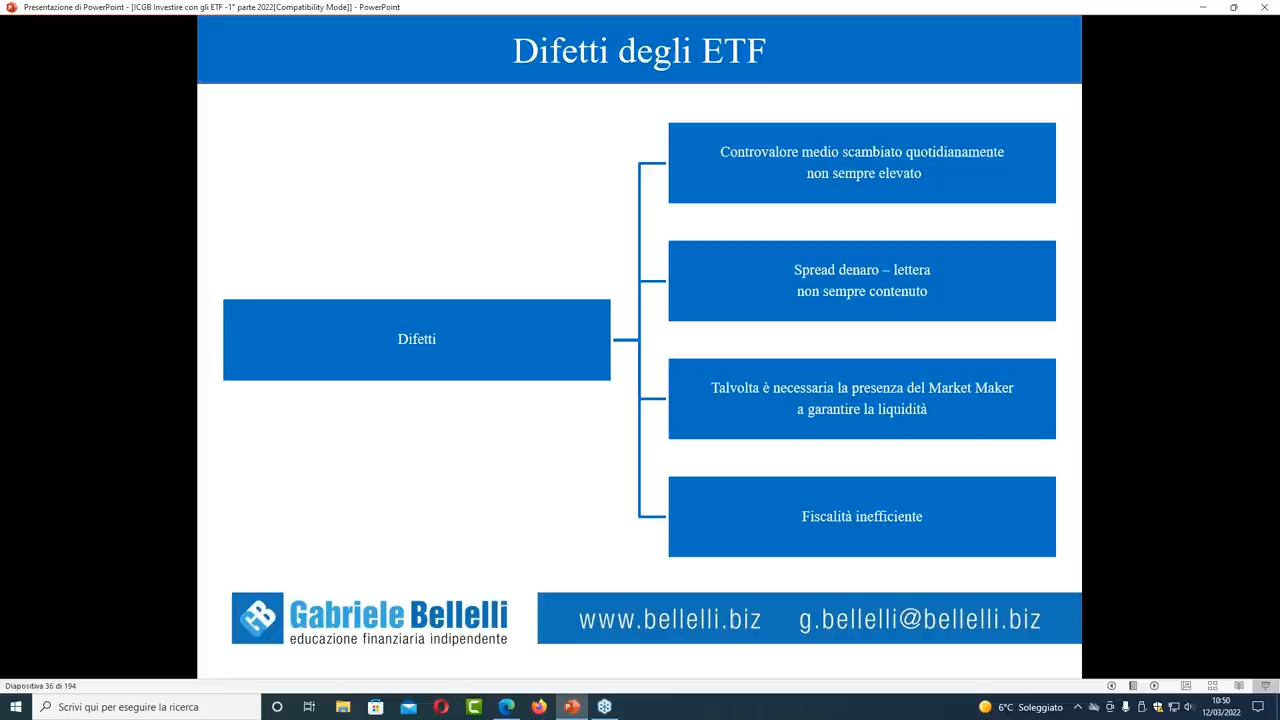 Presentazione di PowerPoint - [ICGB Investire con gli ETF -1° parte 2022[Compatibility Mode]] - PowerPoint
Difetti degli ETF
Controvalore medio scambiato quotidianamente
non sempre elevato
Spread denaro – lettera
non sempre contenuto
Difetti
Talvolta è necessaria la presenza del Market Maker
a garantire la liquidità
Fiscalità inefficiente
Gabriele Bellelli
educazione finanziaria indipendente
www.bellelli.biz g.bellelli@bellelli.biz
Diapositiva 36 di 194
Scrivi qui per eseguire la ricerca
6°C Soleggiato
10:50
12/03/2022